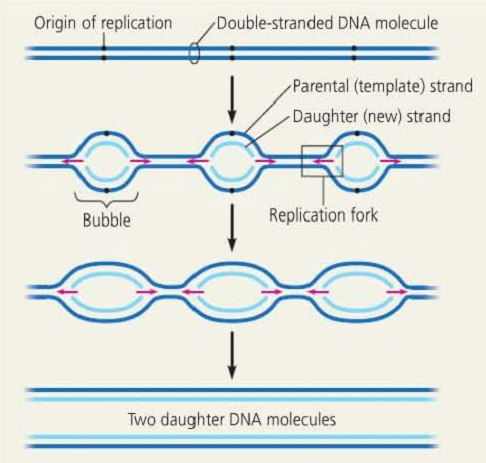 Origin of replication
Double-stranded DNA molecule
Parental (template) strand
Daughter (new) strand
Bubble
Replication fork
Two daughter DNA molecules